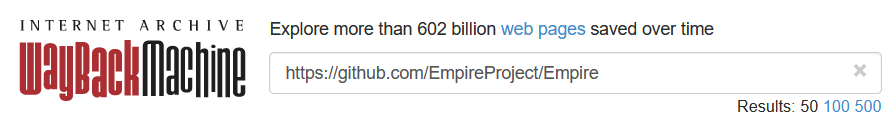 INTERNET ARCHIVE
WayBackMachine
Explore more than 602 billion web pages saved over time
https://github.com/EmpireProject/Empire ×
Results: 50 100 500